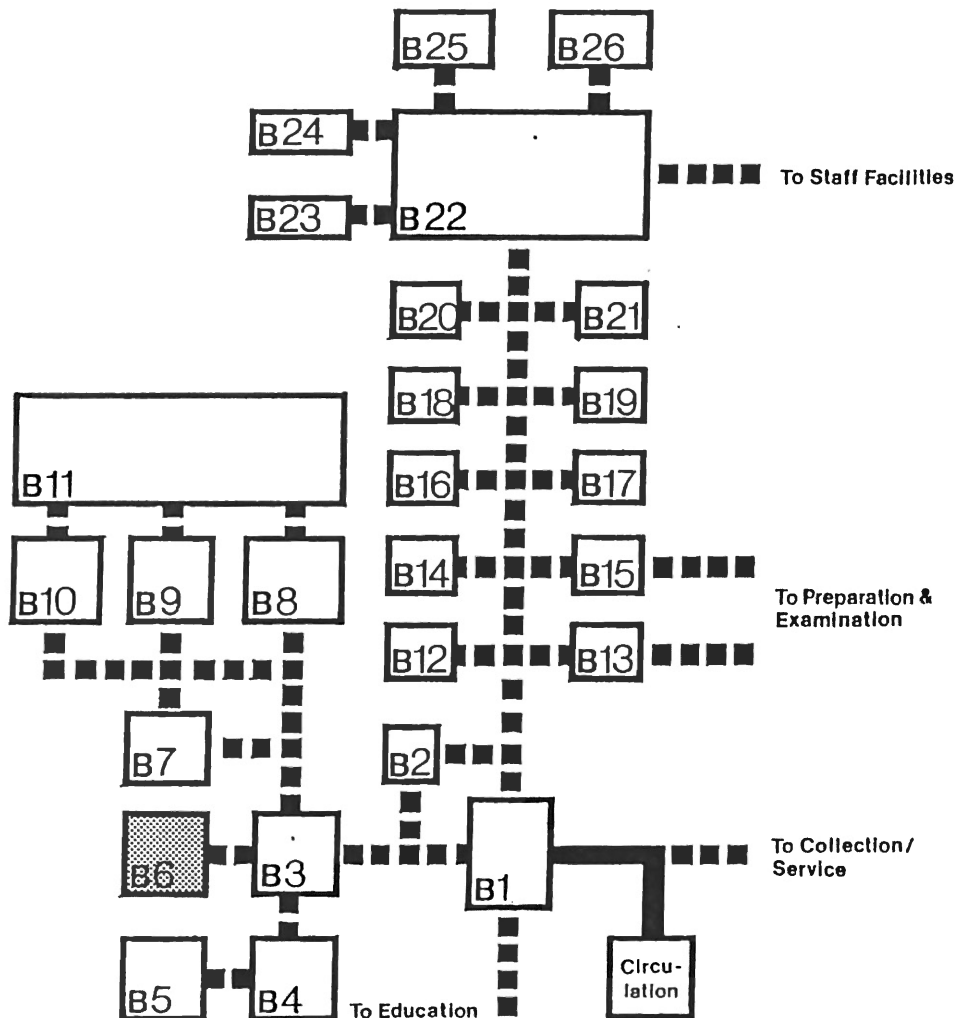 B25
B26
B24
To Staff Facilities
B23
B22
B20
B21
B18
B19
B11
B16
B17
B10
B9
B8
B14
B15
To Preparation &
Examination
B12
B13
B7
B2
B6
B3
B1
To Collection/
Service
B5
B4
To Education
Circu-
lation